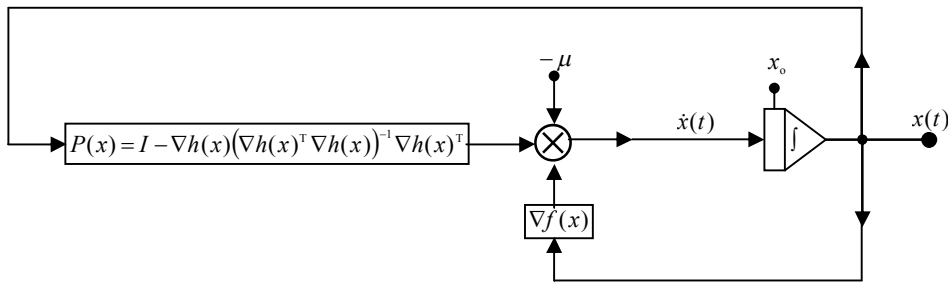 − μ
x₀
P(x) = I − ∇h(x)(∇h(x)ᵀ ∇h(x))⁻¹ ∇h(x)ᵀ
ẋ(t)
∫
x(t)
∇f(x)